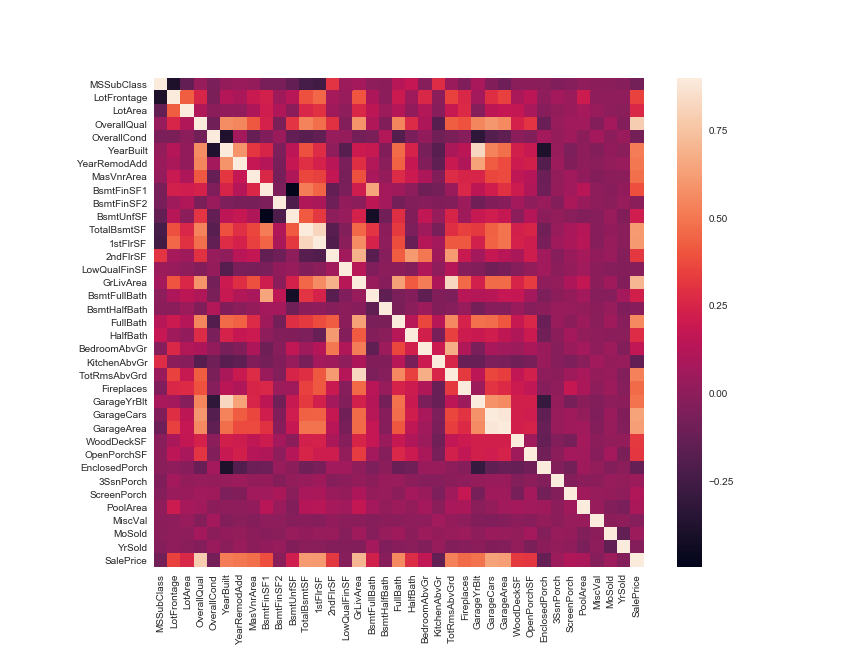 MSSubClass
LotFrontage
LotArea
OverallQual
OverallCond
YearBuilt
YearRemodAdd
MasVnrArea
BsmtFinSF1
BsmtFinSF2
BsmtUnfSF
TotalBsmtSF
1stFlrSF
2ndFlrSF
LowQualFinSF
GrLivArea
BsmtFullBath
BsmtHalfBath
FullBath
HalfBath
BedroomAbvGr
KitchenAbvGr
TotRmsAbvGrd
Fireplaces
GarageYrBlt
GarageCars
GarageArea
WoodDeckSF
OpenPorchSF
EnclosedPorch
3SsnPorch
ScreenPorch
PoolArea
MiscVal
MoSold
YrSold
SalePrice
MSSubClass
LotFrontage
LotArea
OverallQual
OverallCond
YearBuilt
YearRemodAdd
MasVnrArea
BsmtFinSF1
BsmtFinSF2
BsmtUnfSF
TotalBsmtSF
1stFlrSF
2ndFlrSF
LowQualFinSF
GrLivArea
BsmtFullBath
BsmtHalfBath
FullBath
HalfBath
BedroomAbvGr
KitchenAbvGr
TotRmsAbvGrd
Fireplaces
GarageYrBlt
GarageCars
GarageArea
WoodDeckSF
OpenPorchSF
EnclosedPorch
3SsnPorch
ScreenPorch
PoolArea
MiscVal
MoSold
YrSold
SalePrice
0.75
0.50
0.25
0.00
−0.25